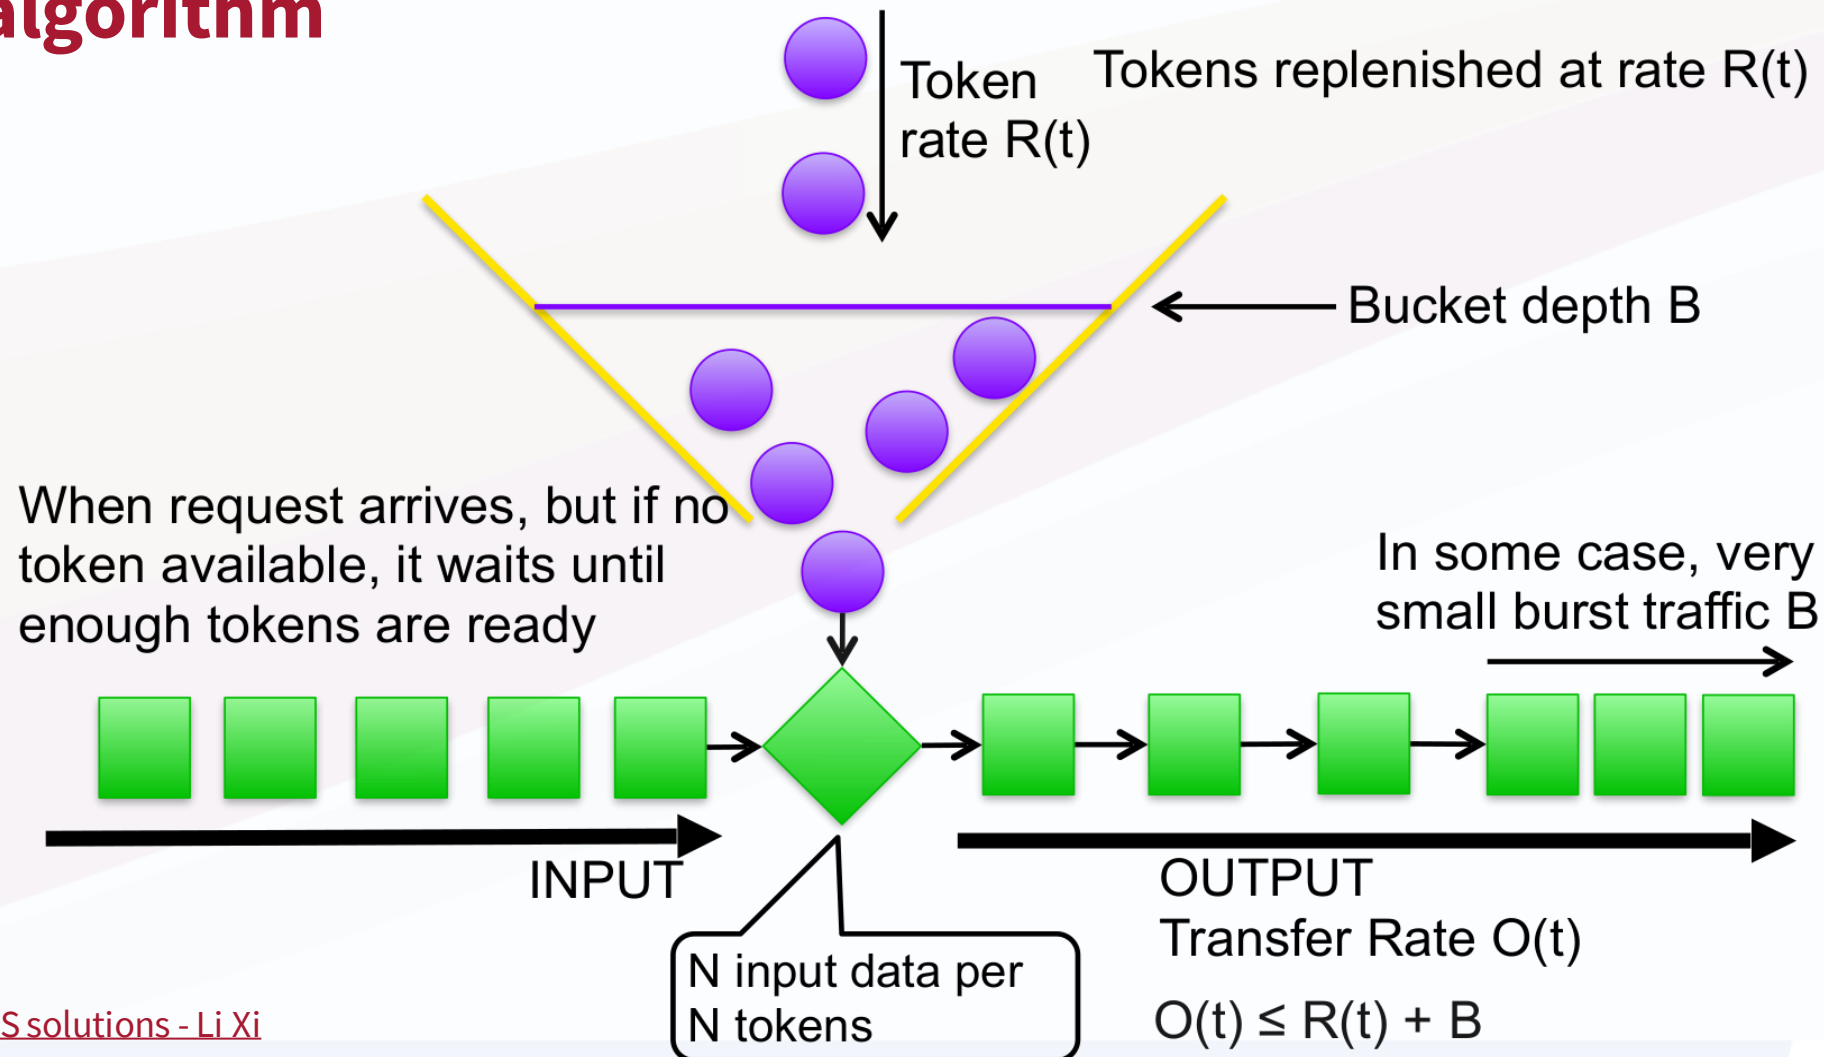 algorithm
Token
rate R(t)
Tokens replenished at rate R(t)
Bucket depth B
When request arrives, but if no
token available, it waits until
enough tokens are ready
In some case, very
small burst traffic B
INPUT
OUTPUT
Transfer Rate O(t)
O(t) ≤ R(t) + B
N input data per
N tokens
S solutions - Li Xi